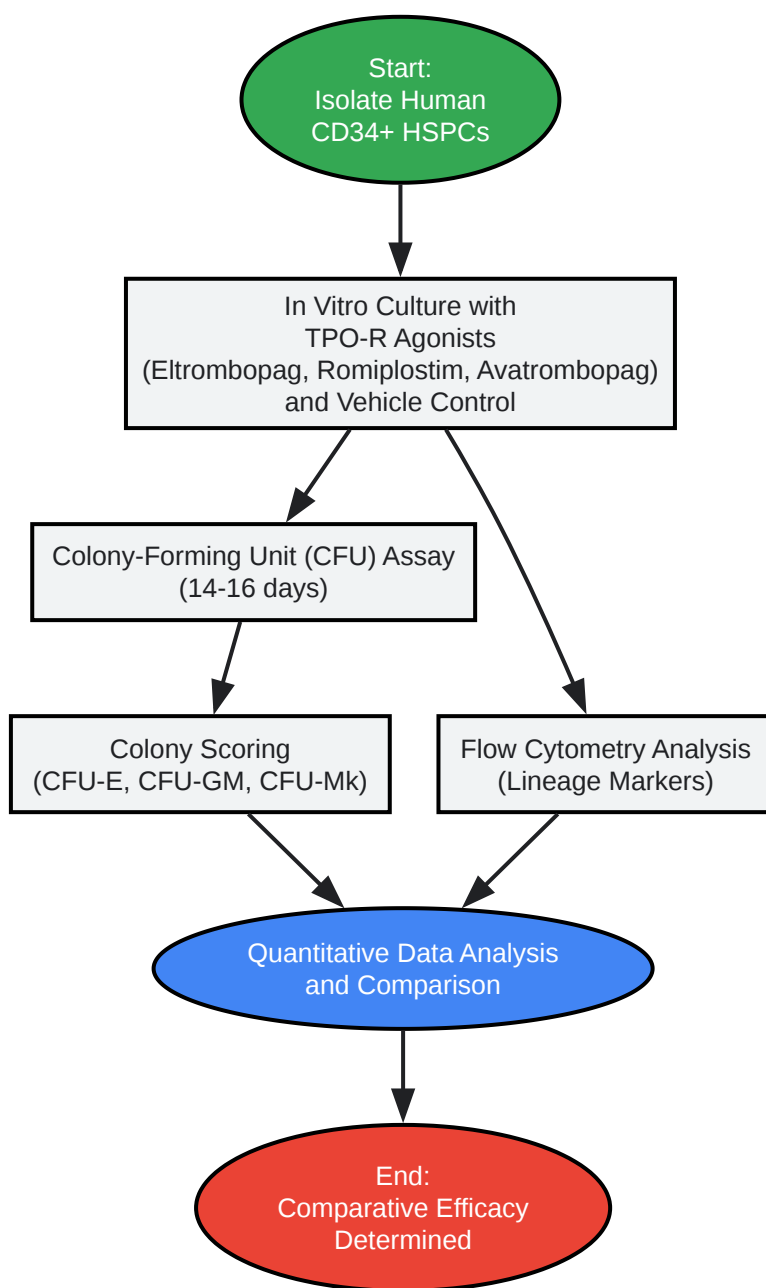 Start:
Isolate Human
CD34+ HSPCs
In Vitro Culture with
TPO-R Agonists
(Eltrombopag, Romiplostim, Avatrombopag)
and Vehicle Control
Colony-Forming Unit (CFU) Assay
(14-16 days)
Colony Scoring
(CFU-E, CFU-GM, CFU-Mk)
Flow Cytometry Analysis
(Lineage Markers)
Quantitative Data Analysis
and Comparison
End:
Comparative Efficacy
Determined